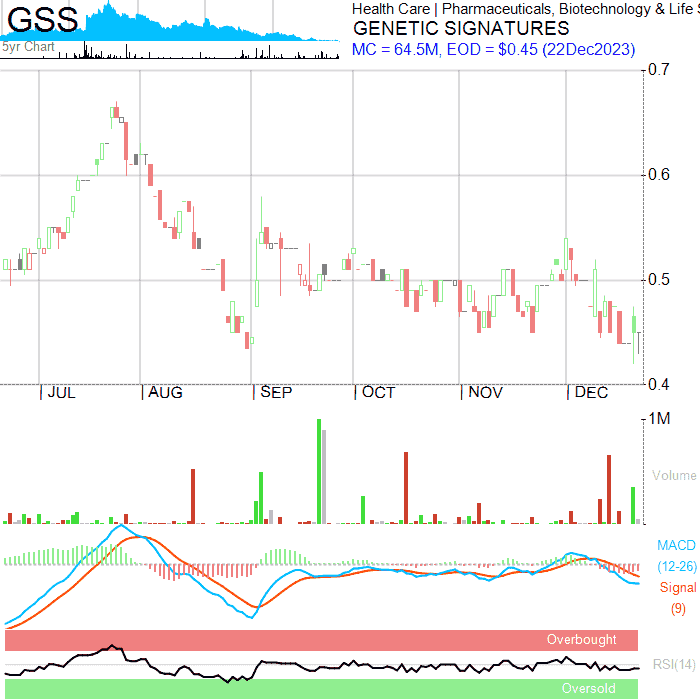 GSS
5yr Chart
Health Care | Pharmaceuticals, Biotechnology & Life S
GENETIC SIGNATURES
MC = 64.5M, EOD = $0.45 (22Dec2023)
0.7
0.6
0.5
0.4
JUL AUG SEP OCT NOV DEC
1M
Volume
MACD
(12-26)
Signal
(9)
Overbought
RSI(14)
Oversold